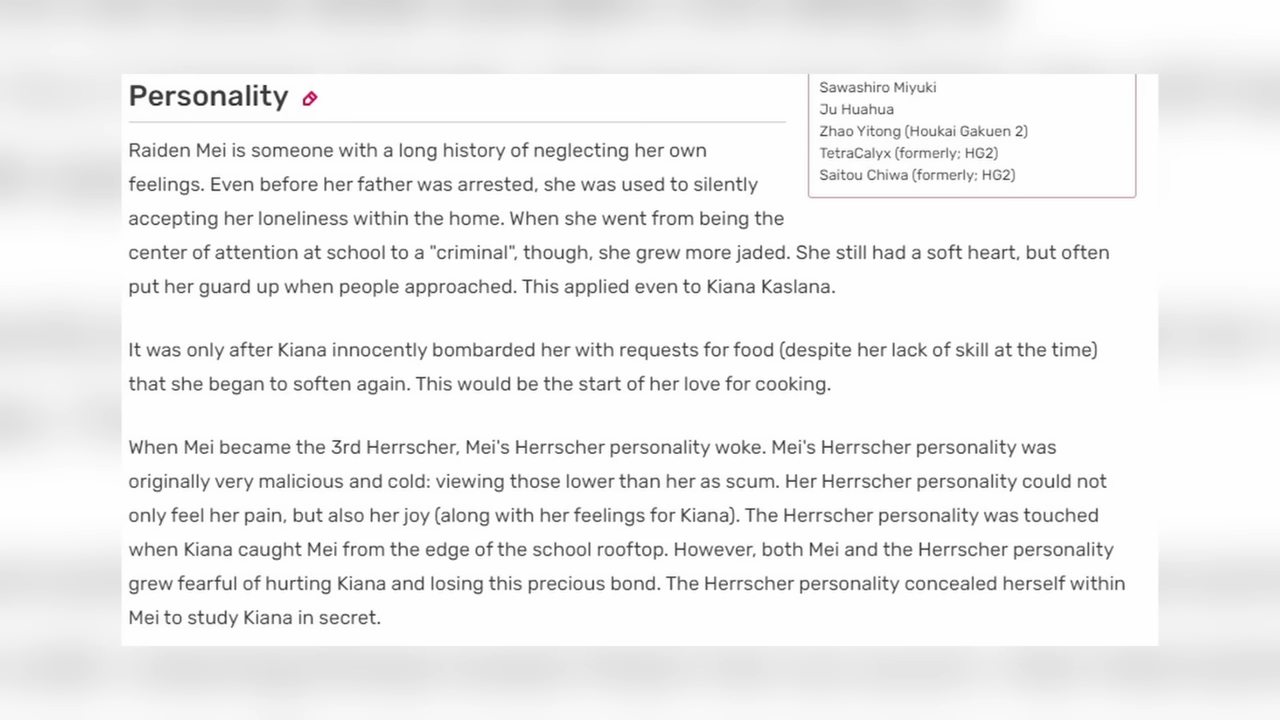 Personality
Sawashiro Miyuki
Ju Huahua
Zhao Yitong (Houkai Gakuen 2)
TetraCalyx (formerly; HG2)
Saitou Chiwa (formerly; HG2)
Raiden Mei is someone with a long history of neglecting her own
feelings. Even before her father was arrested, she was used to silently
accepting her loneliness within the home. When she went from being the
center of attention at school to a "criminal", though, she grew more jaded. She still had a soft heart, but often
put her guard up when people approached. This applied even to Kiana Kaslana.
It was only after Kiana innocently bombarded her with requests for food (despite her lack of skill at the time)
that she began to soften again. This would be the start of her love for cooking.
When Mei became the 3rd Herrscher, Mei's Herrscher personality woke. Mei's Herrscher personality was
originally very malicious and cold: viewing those lower than her as scum. Her Herrscher personality could not
only feel her pain, but also her joy (along with her feelings for Kiana). The Herrscher personality was touched
when Kiana caught Mei from the edge of the school rooftop. However, both Mei and the Herrscher personality
grew fearful of hurting Kiana and losing this precious bond. The Herrscher personality concealed herself within
Mei to study Kiana in secret.